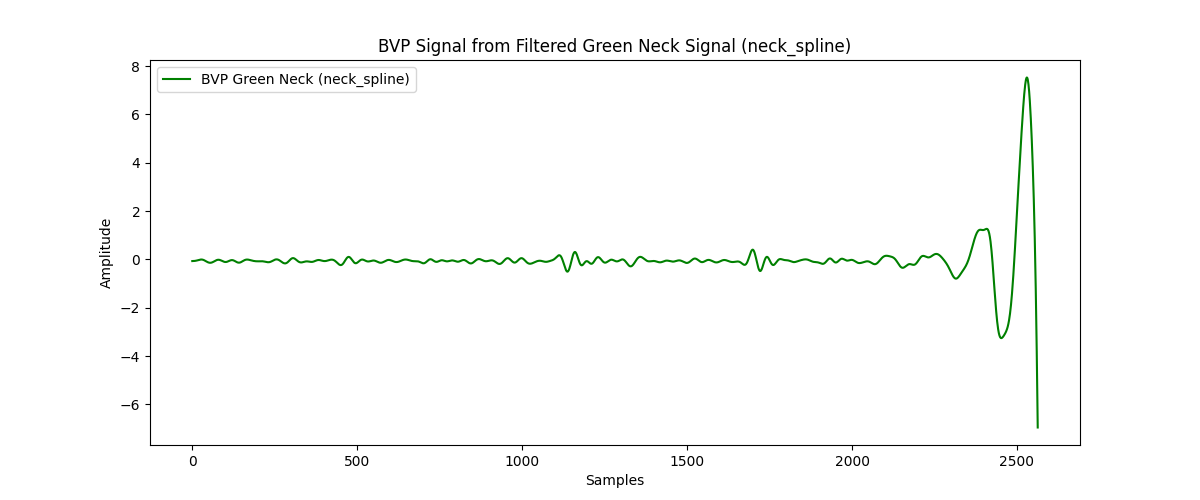 BVP Signal from Filtered Green Neck Signal (neck_spline)
BVP Green Neck (neck_spline)
8
6
4
2
0
−2
−4
−6
Amplitude
0 500 1000 1500 2000 2500
Samples